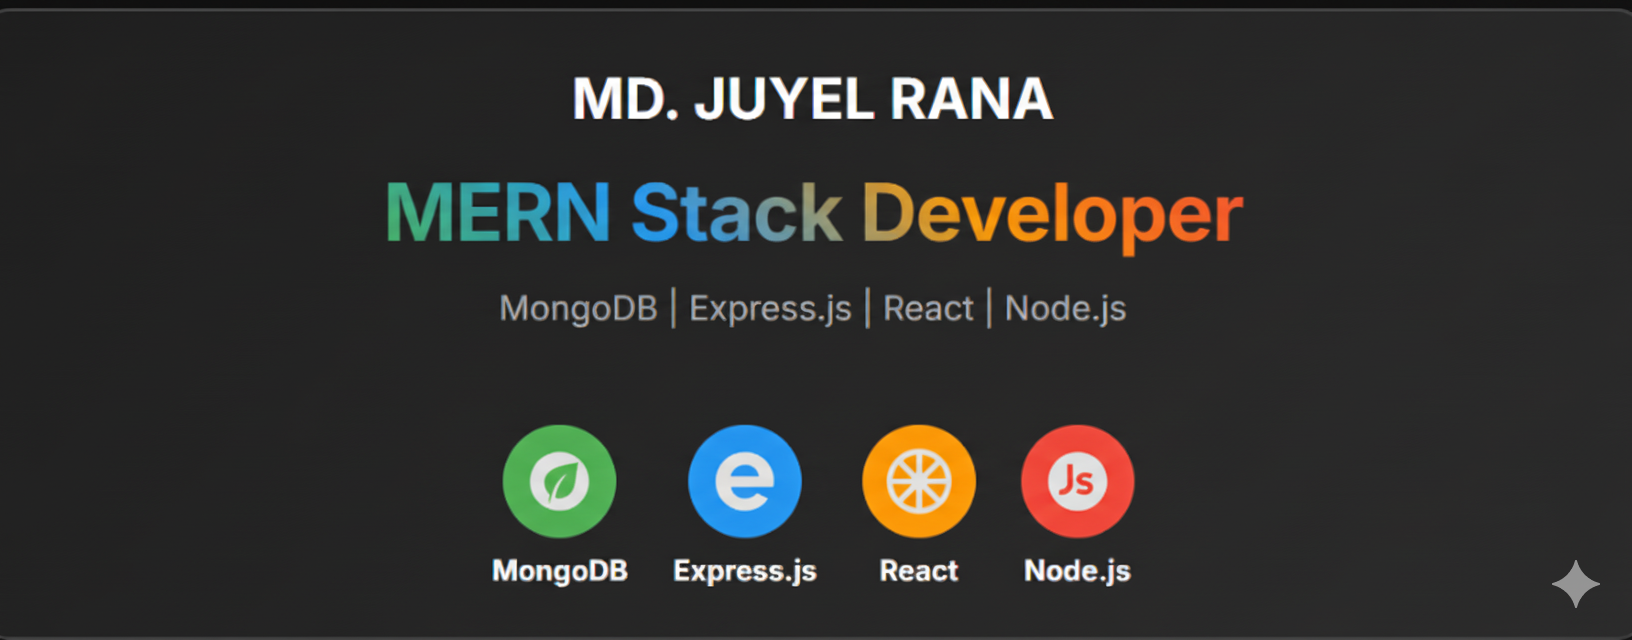 MD. JUYEL RANA
MERN Stack Developer
MongoDB | Express.js | React | Node.js
e
Js
MongoDB
Express.js
React
Node.js